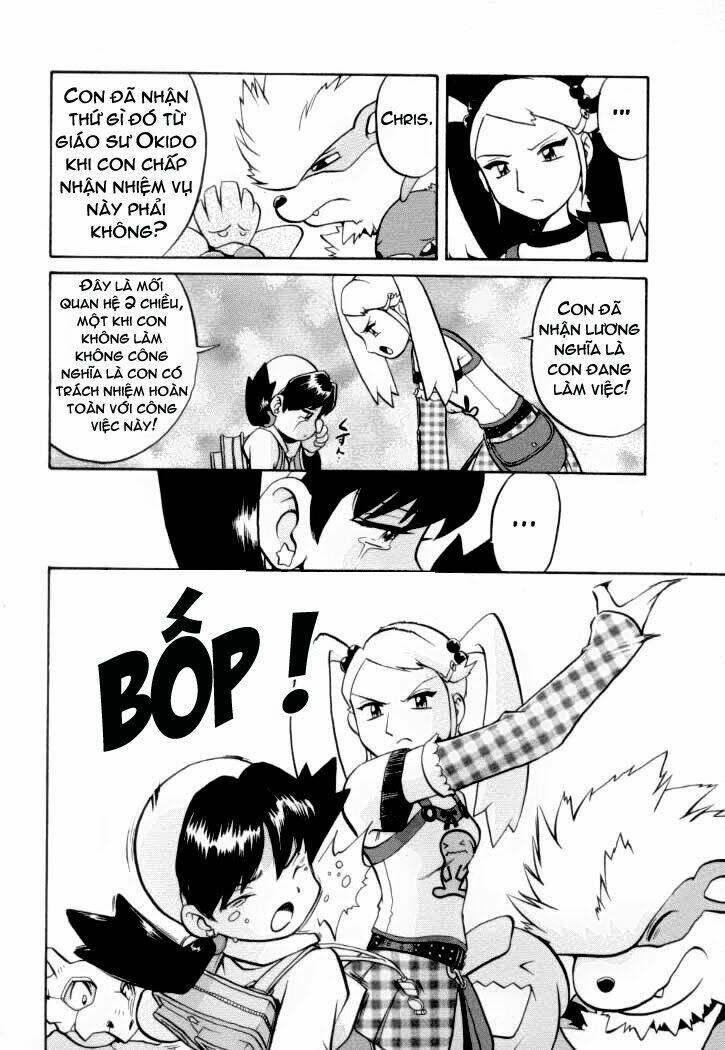 CON ĐÃ NHẬN
THỨ GÌ ĐÓ TỪ
GIÁO SƯ OKIDO
KHI CON CHẤP
NHẬN NHIỆM VỤ
NÀY PHẢI
KHÔNG?
CHRIS.
...
ĐÂY LÀ MỐI
QUAN HỆ 2 CHIỀU,
MỘT KHI CON
KHÔNG LÀM
KHÔNG CÔNG
NGHĨA LÀ CON CÓ
TRÁCH NHIỆM HOÀN
TOÀN VỚI CÔNG
VIỆC NÀY!
CON ĐÃ
NHẬN LƯƠNG
NGHĨA LÀ
CON ĐANG
LÀM VIỆC!
...
BỐP!